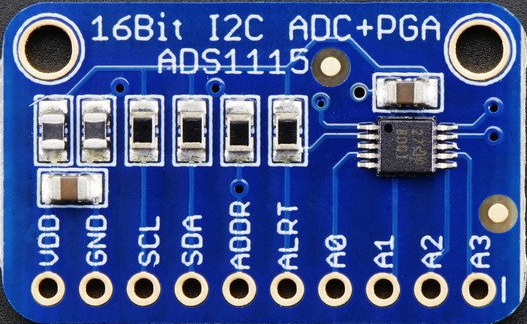 16Bit I2C ADC+PGA
ADS1115
VDD
GND
SCL
SDA
ADDR
ALRT
A0
A1
A2
A3